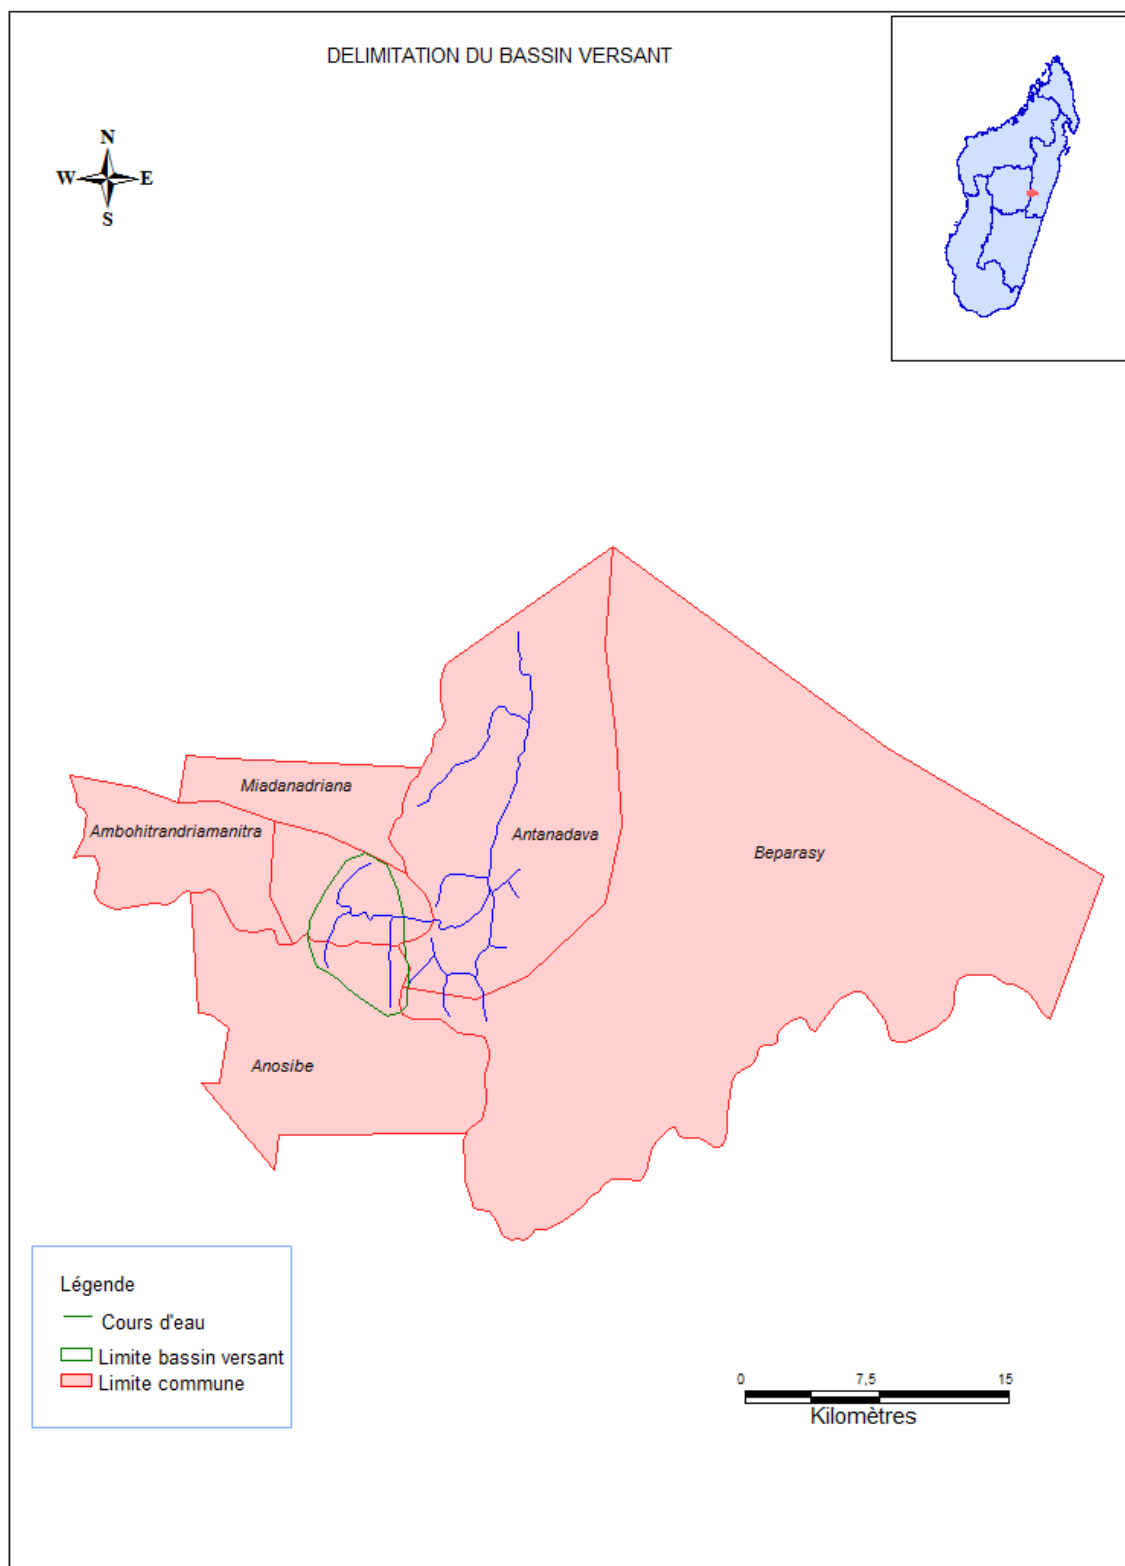 DELIMITATION DU BASSIN VERSANT
N
W E
S
Miadanadriana
Ambohitrandriamanitra
Antanadava
Beparasy
Anosibe
Légende
Cours d'eau
Limite bassin versant
Limite commune
0 7,5 15
Kilomètres